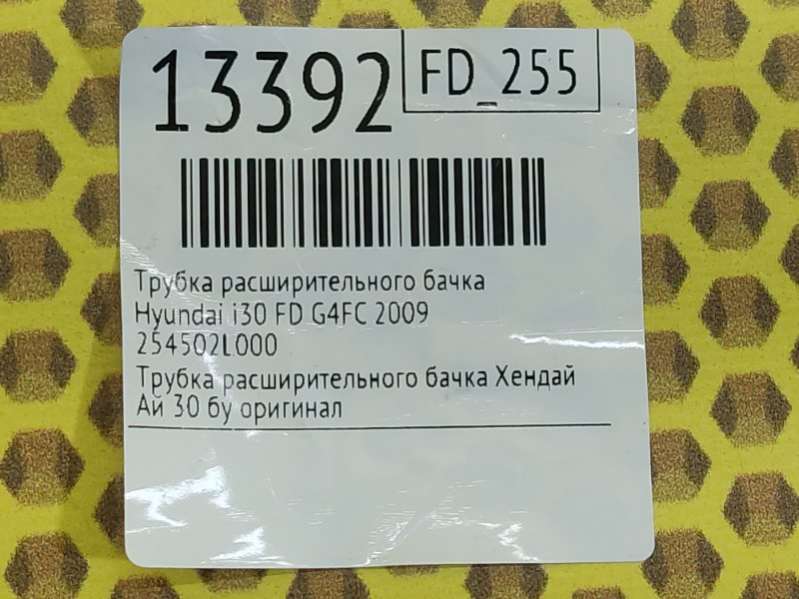 13392
FD_255
Трубка расширительного бачка
Hyundai i30 FD G4FC 2009
254502L000
Трубка расширительного бачка Хендай
Ай 30 бу оригинал